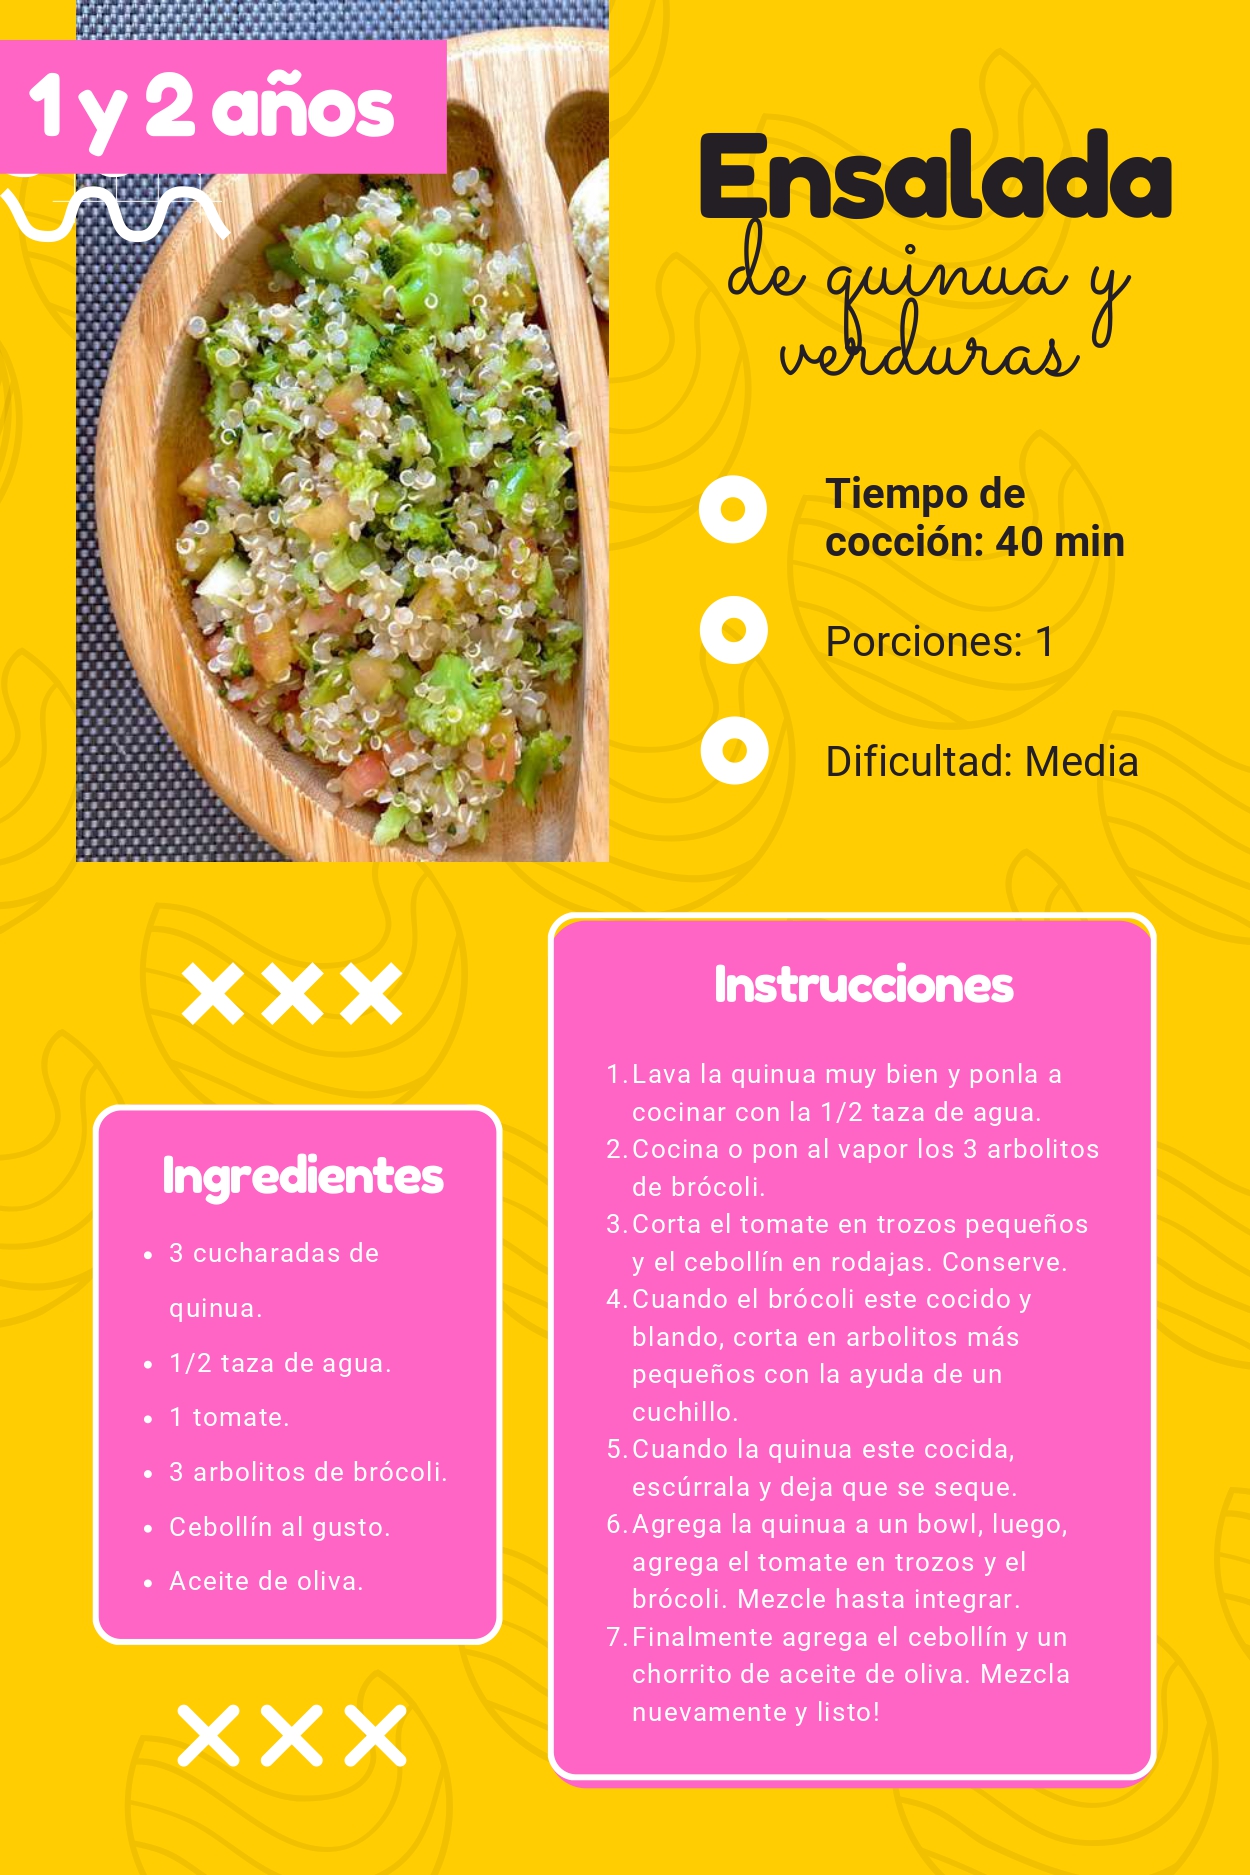 1 y 2 años
Ensalada
de quinua y
verduras
Tiempo de
cocción: 40 min
Porciones: 1
Dificultad: Media
Ingredientes
• 3 cucharadas de
quinua.
• 1/2 taza de agua.
• 1 tomate.
• 3 arbolitos de brócoli.
• Cebollín al gusto.
• Aceite de oliva.
Instrucciones
1. Lava la quinua muy bien y ponla a
cocinar con la 1/2 taza de agua.
2. Cocina o pon al vapor los 3 arbolitos
de brócoli.
3. Corta el tomate en trozos pequeños
y el cebollín en rodajas. Conserve.
4. Cuando el brócoli este cocido y
blando, corta en arbolitos más
pequeños con la ayuda de un
cuchillo.
5. Cuando la quinua este cocida,
escúrrala y deja que se seque.
6. Agrega la quinua a un bowl, luego,
agrega el tomate en trozos y el
brócoli. Mezcle hasta integrar.
7. Finalmente agrega el cebollín y un
chorrito de aceite de oliva. Mezcla
nuevamente y listo!